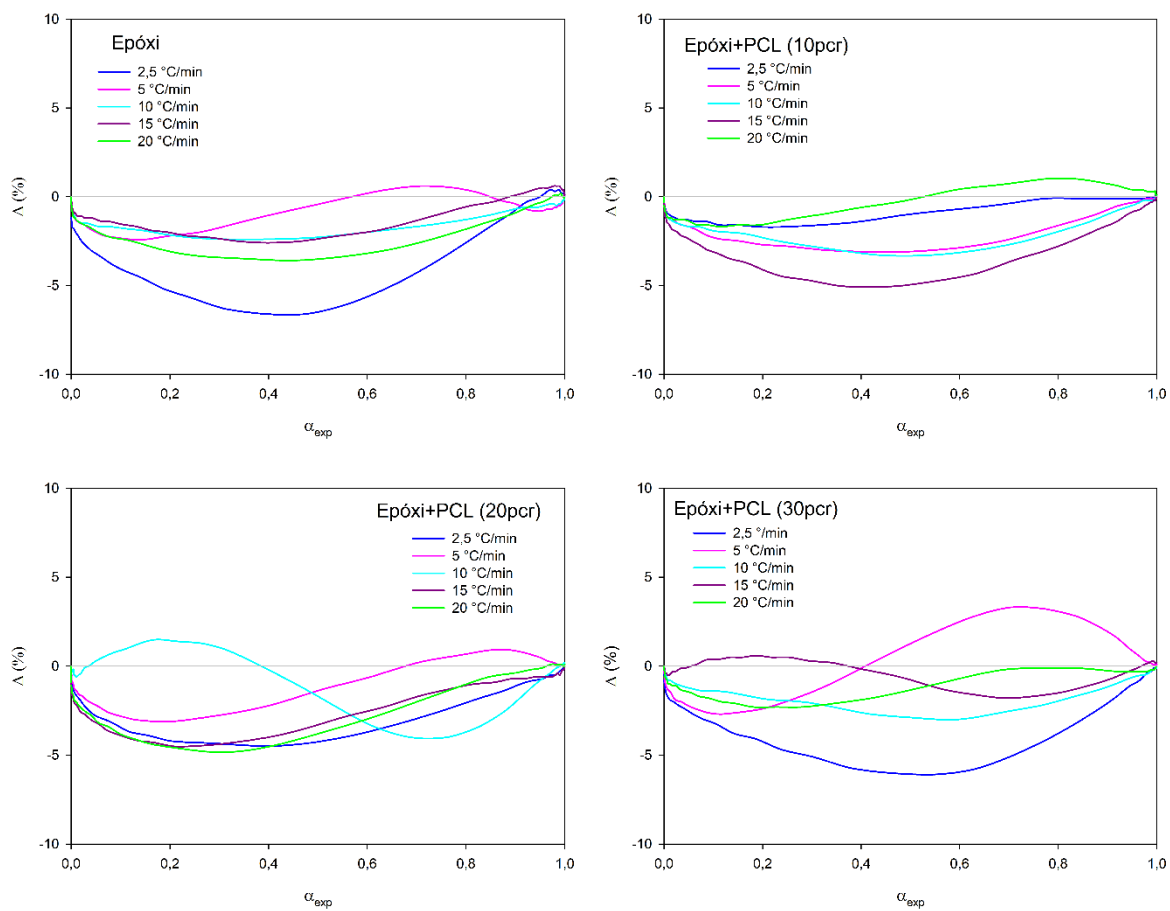 Epóxi
2,5 °C/min
5 °C/min
10 °C/min
15 °C/min
20 °C/min
10
5
0
-5
-10
Λ (%)
0,0 0,2 0,4 0,6 0,8 1,0
αexp
Epóxi+PCL (10pcr)
2,5 °C/min
5 °C/min
10 °C/min
15 °C/min
20 °C/min
10
5
0
-5
-10
Λ (%)
0,0 0,2 0,4 0,6 0,8 1,0
αexp
Epóxi+PCL (20pcr)
2,5 °C/min
5 °C/min
10 °C/min
15 °C/min
20 °C/min
10
5
0
-5
-10
Λ (%)
0,0 0,2 0,4 0,6 0,8 1,0
αexp
Epóxi+PCL (30pcr)
2,5 °/min
5 °C/min
10 °C/min
15 °C/min
20 °C/min
10
5
0
-5
-10
Λ (%)
0,0 0,2 0,4 0,6 0,8 1,0
αexp